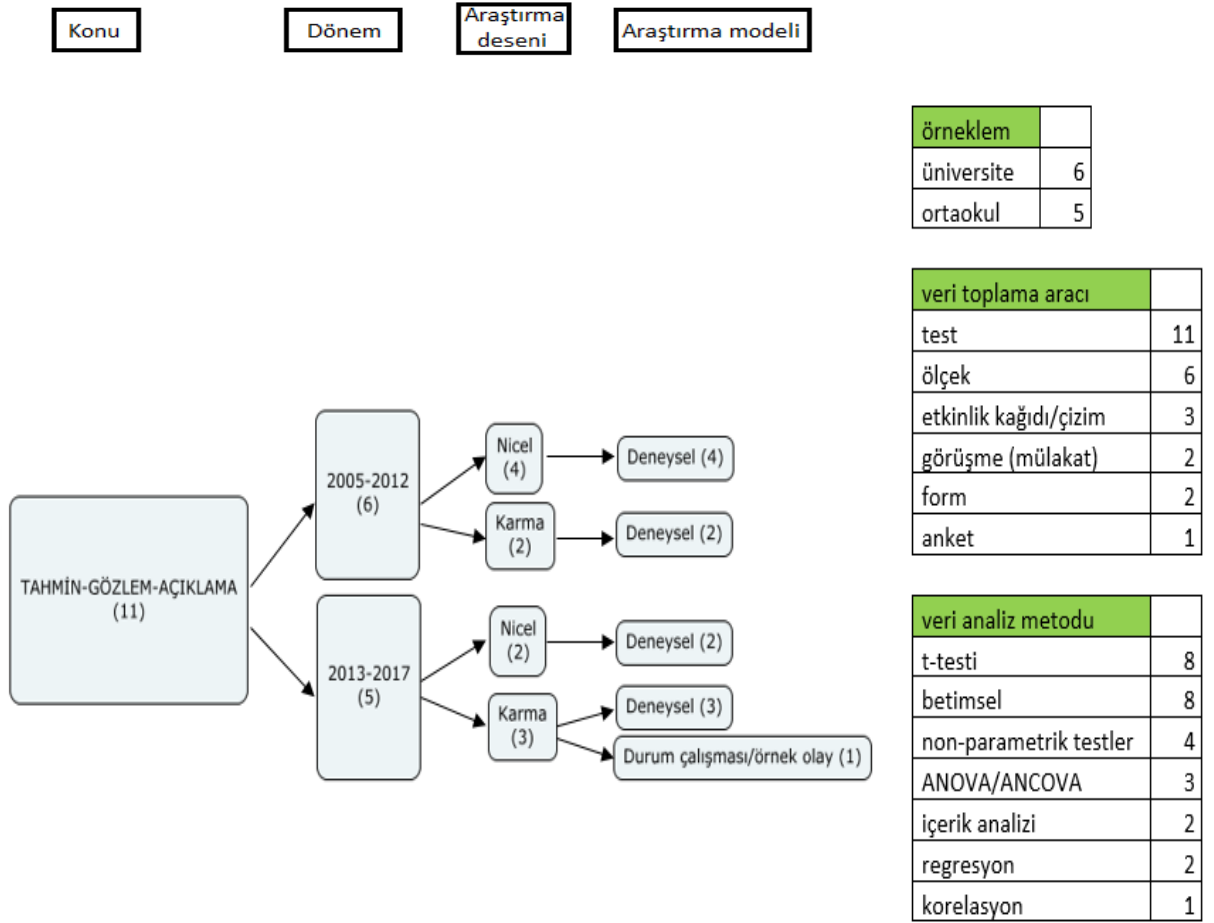 Konu
Dönem
Araştırma
deseni
Araştırma modeli
TAHMİN-GÖZLEM-AÇIKLAMA
(11)
2005-2012
(6)
Nicel
(4)
Deneysel (4)
Karma
(2)
Deneysel (2)
2013-2017
(5)
Nicel
(2)
Deneysel (2)
Karma
(3)
Deneysel (3)
Durum çalışması/örnek olay (1)
örneklem
üniversite 6
ortaokul 5
veri toplama aracı
test 11
ölçek 6
etkinlik kağıdı/çizim 3
görüşme (mülakat) 2
form 2
anket 1
veri analiz metodu
t-testi 8
betimsel 8
non-parametrik testler 4
ANOVA/ANCOVA 3
içerik analizi 2
regresyon 2
korelasyon 1